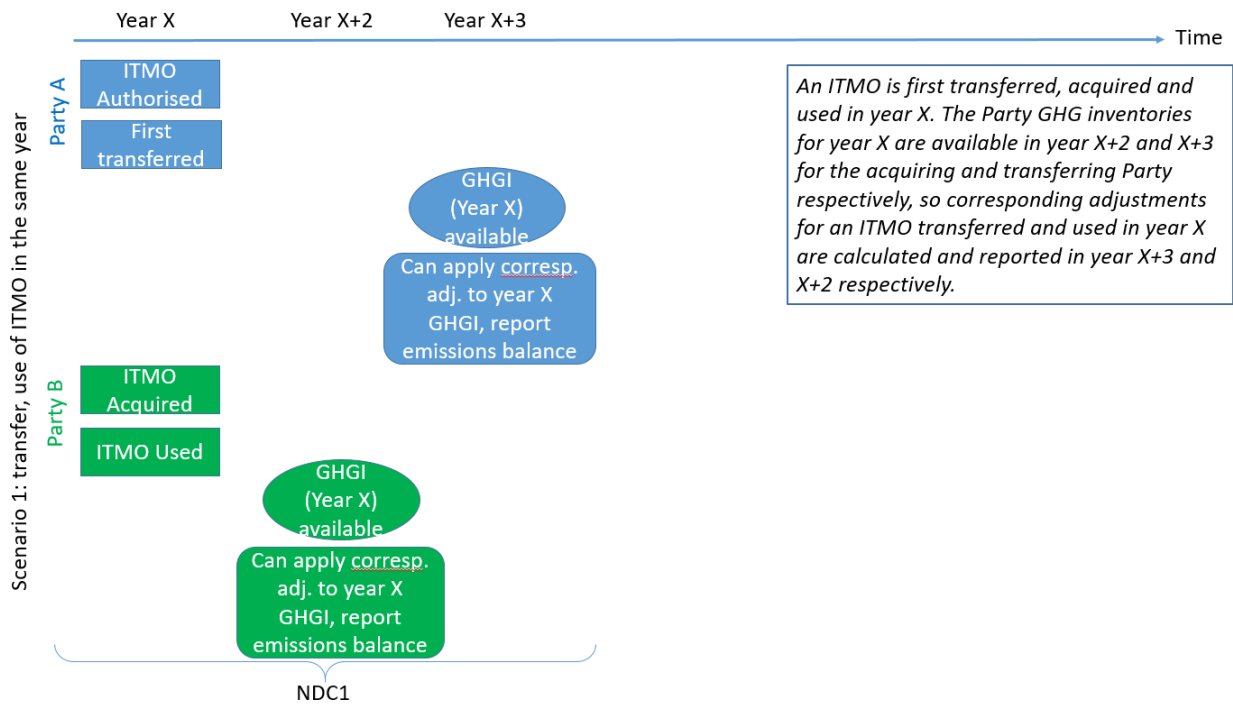 Year X
Year X+2
Year X+3
Time
Scenario 1: transfer, use of ITMO in the same year
Party A
ITMO
Authorised
First
transferred
GHGI
(Year X)
available
Can apply corresp.
adj. to year X
GHGI, report
emissions balance
An ITMO is first transferred, acquired and
used in year X. The Party GHG inventories
for year X are available in year X+2 and X+3
for the acquiring and transferring Party
respectively, so corresponding adjustments
for an ITMO transferred and used in year X
are calculated and reported in year X+3 and
X+2 respectively.
Party B
ITMO
Acquired
ITMO Used
GHGI
(Year X)
available
Can apply corresp.
adj. to year X
GHGI, report
emissions balance
NDC1